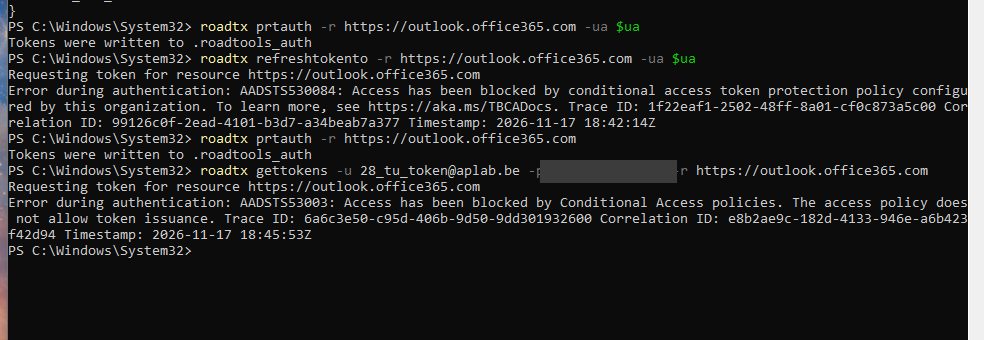 }
PS C:\Windows\System32> roadtx prtauth -r https://outlook.office365.com -ua $ua
Tokens were written to .roadtools_auth
PS C:\Windows\System32> roadtx refreshtokento -r https://outlook.office365.com -ua $ua
Requesting token for resource https://outlook.office365.com
Error during authentication: AADSTS530084: Access has been blocked by conditional access token protection policy configu
red by this organization. To learn more, see https://aka.ms/TBCADocs. Trace ID: 1f22eaf1-2502-48ff-8a01-cf0c873a5c00 Cor
relation ID: 99126c0f-2ead-4101-b3d7-a34beab7a377 Timestamp: 2026-11-17 18:42:14Z
PS C:\Windows\System32> roadtx prtauth -r https://outlook.office365.com
Tokens were written to .roadtools_auth
PS C:\Windows\System32> roadtx gettokens -u 28_tu_token@aplab.be -p -r https://outlook.office365.com
Requesting token for resource https://outlook.office365.com
Error during authentication: AADSTS53003: Access has been blocked by Conditional Access policies. The access policy does
 not allow token issuance. Trace ID: 6a6c3e50-c95d-406b-9d50-9dd301932600 Correlation ID: e8b2ae9c-182d-4133-946e-a6b423
f42d94 Timestamp: 2026-11-17 18:45:53Z
PS C:\Windows\System32>